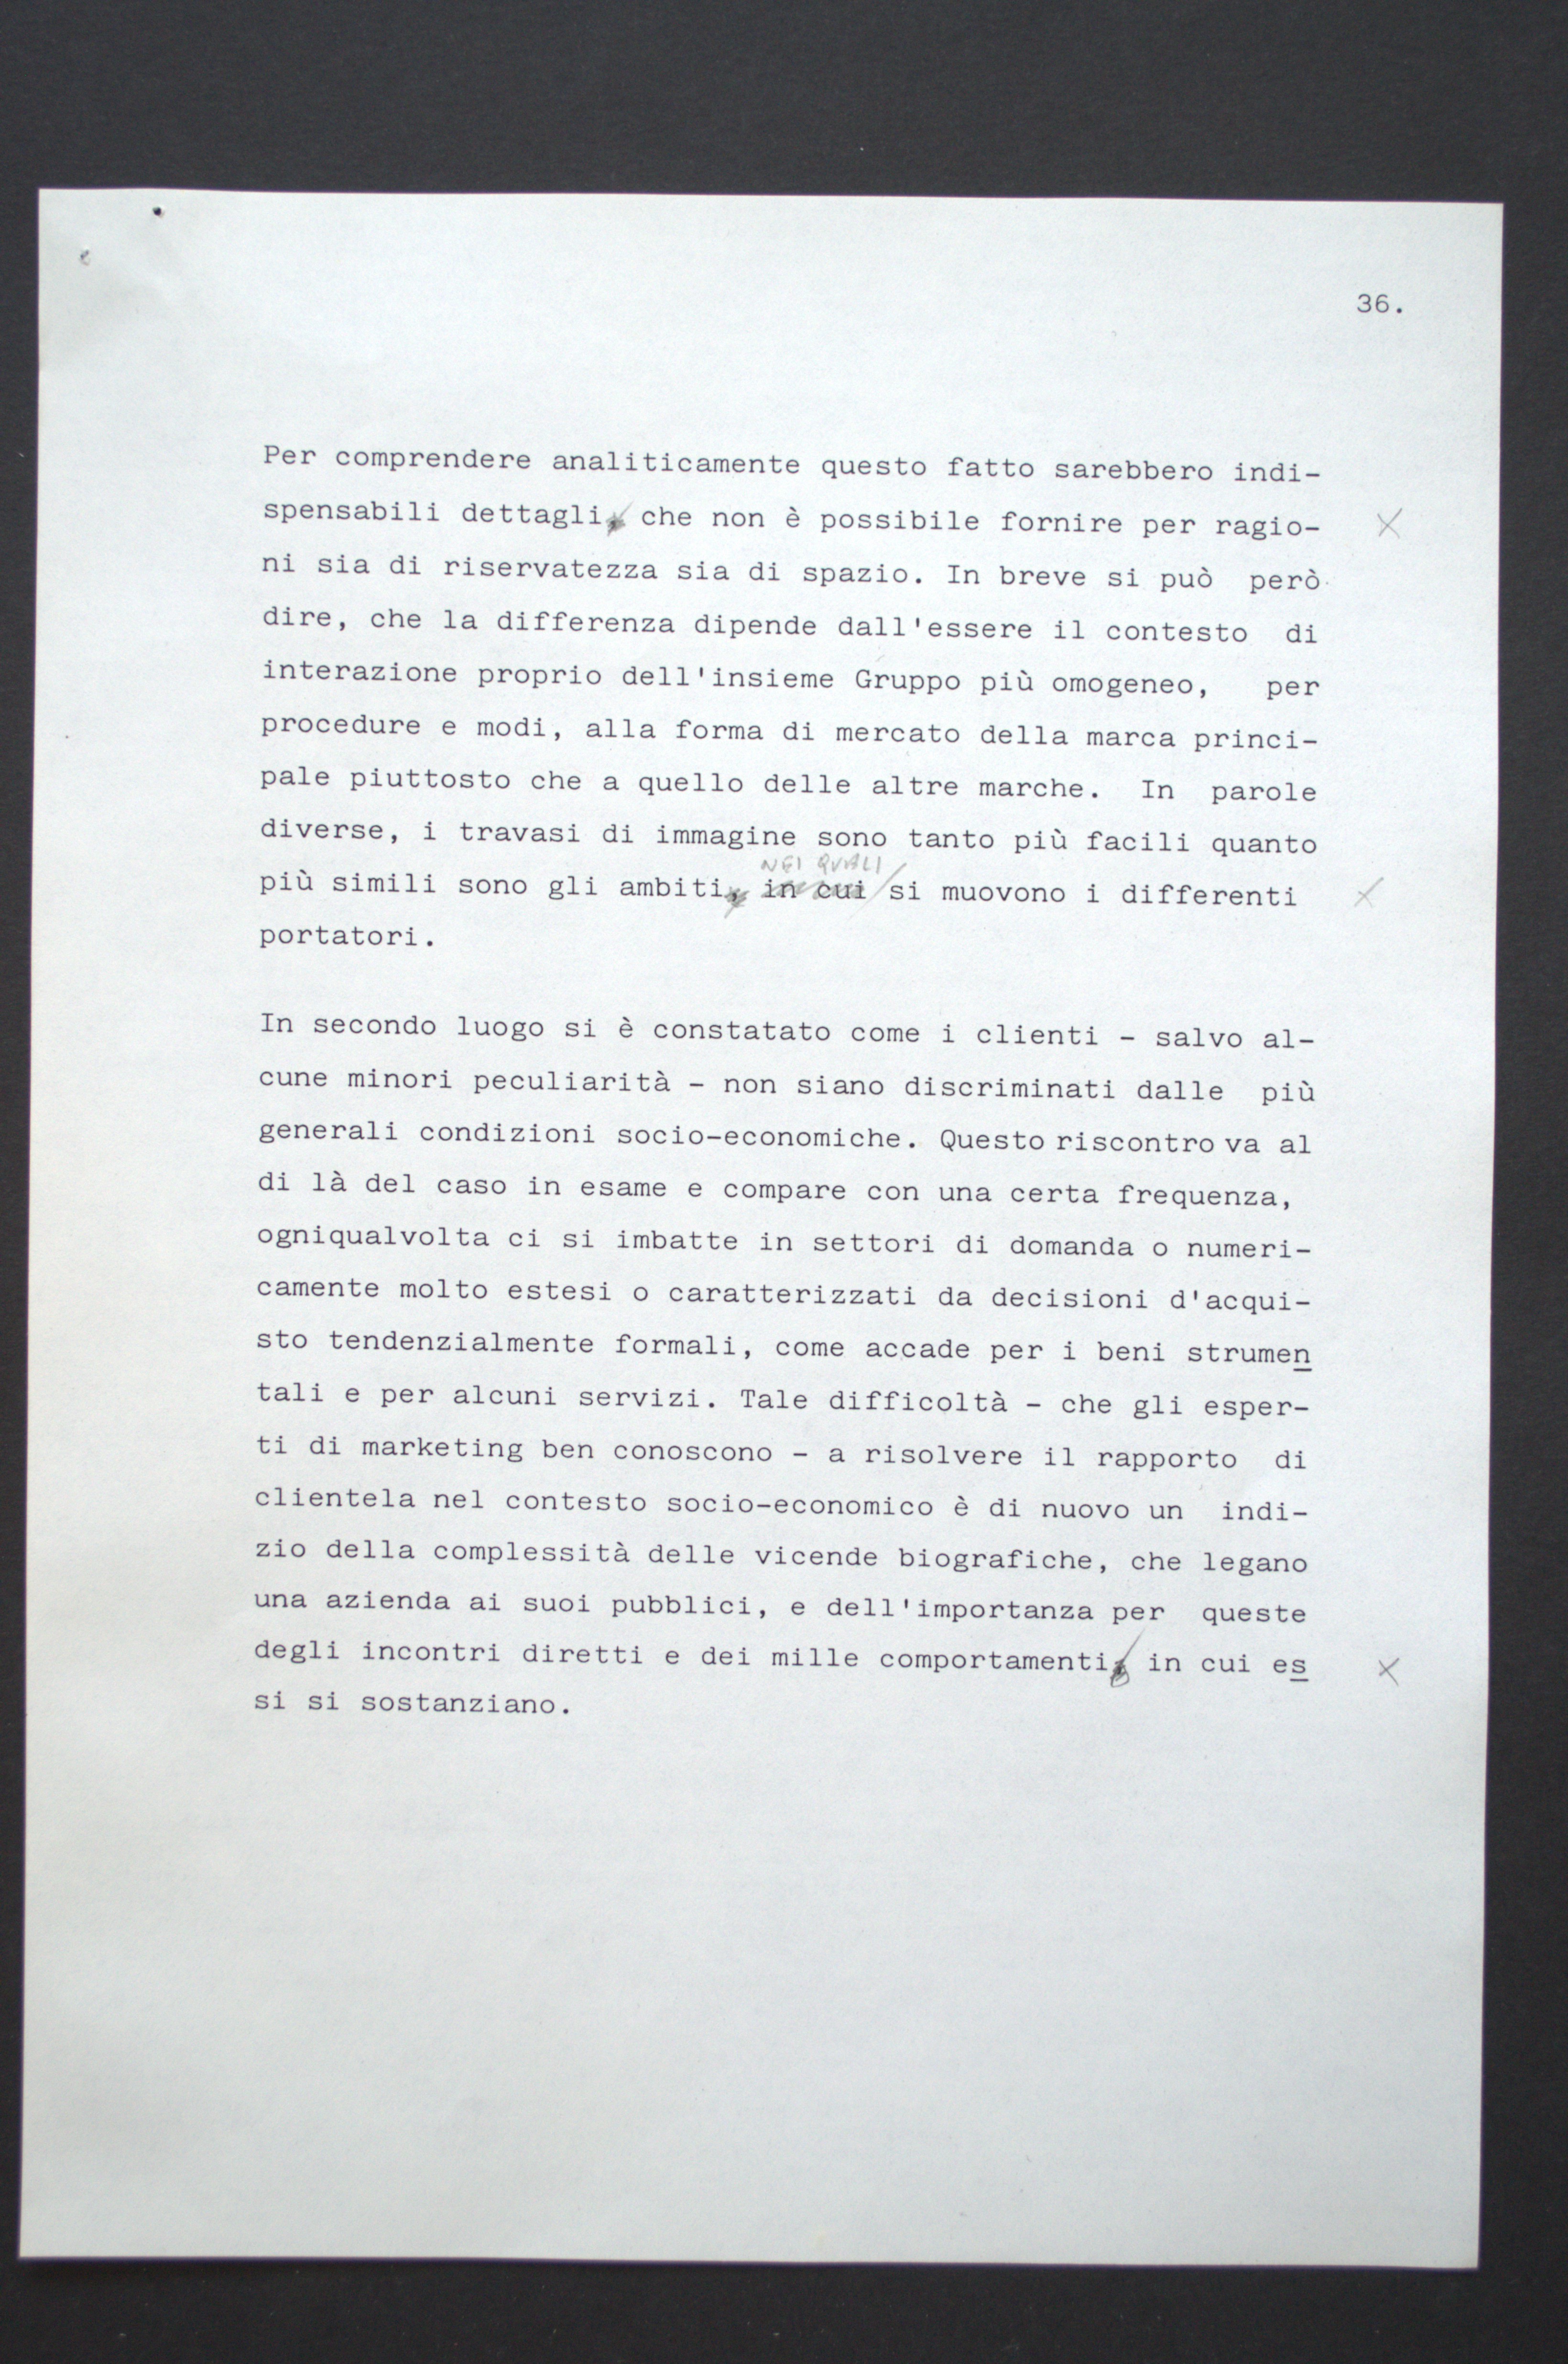 36.
Per comprendere analiticamente questo fatto sarebbero indi-
spensabili dettagli, che non è possibile fornire per ragio-
ni sia di riservatezza sia di spazio. In breve si può però
dire, che la differenza dipende dall'essere il contesto di
interazione proprio dell'insieme Gruppo più omogeneo, per
procedure e modi, alla forma di mercato della marca princi-
pale piuttosto che a quello delle altre marche. In parole
diverse, i travasi di immagine sono tanto più facili quanto
NEI QUALI
più simili sono gli ambiti, in cui si muovono i differenti
portatori.
In secondo luogo si è constatato come i clienti - salvo al-
cune minori peculiarità - non siano discriminati dalle più
generali condizioni socio-economiche. Questo riscontro va al
di là del caso in esame e compare con una certa frequenza,
ogniqualvolta ci si imbatte in settori di domanda o numeri-
camente molto estesi o caratterizzati da decisioni d'acqui-
sto tendenzialmente formali, come accade per i beni strumen
tali e per alcuni servizi. Tale difficoltà - che gli esper-
ti di marketing ben conoscono - a risolvere il rapporto di
clientela nel contesto socio-economico è di nuovo un indi-
zio della complessità delle vicende biografiche, che legano
una azienda ai suoi pubblici, e dell'importanza per queste
degli incontri diretti e dei mille comportamenti, in cui es
si si sostanziano.